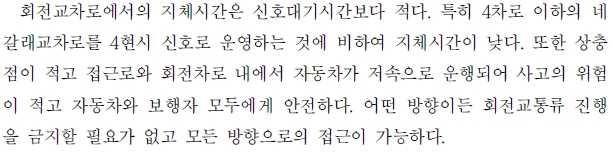 회전교차로에서의 지체시간은 신호대기시간보다 적다. 특히 4차로 이하의 네
갈래교차로를 4현시 신호로 운영하는 것에 비하여 지체시간이 낮다. 또한 상충
점이 적고 접근로와 회전차로 내에서 자동차가 저속으로 운행되어 사고의 위험
이 적고 자동차와 보행자 모두에게 안전하다. 어떤 방향이든 회전교통류 진행
을 금지할 필요가 없고 모든 방향으로의 접근이 가능하다.